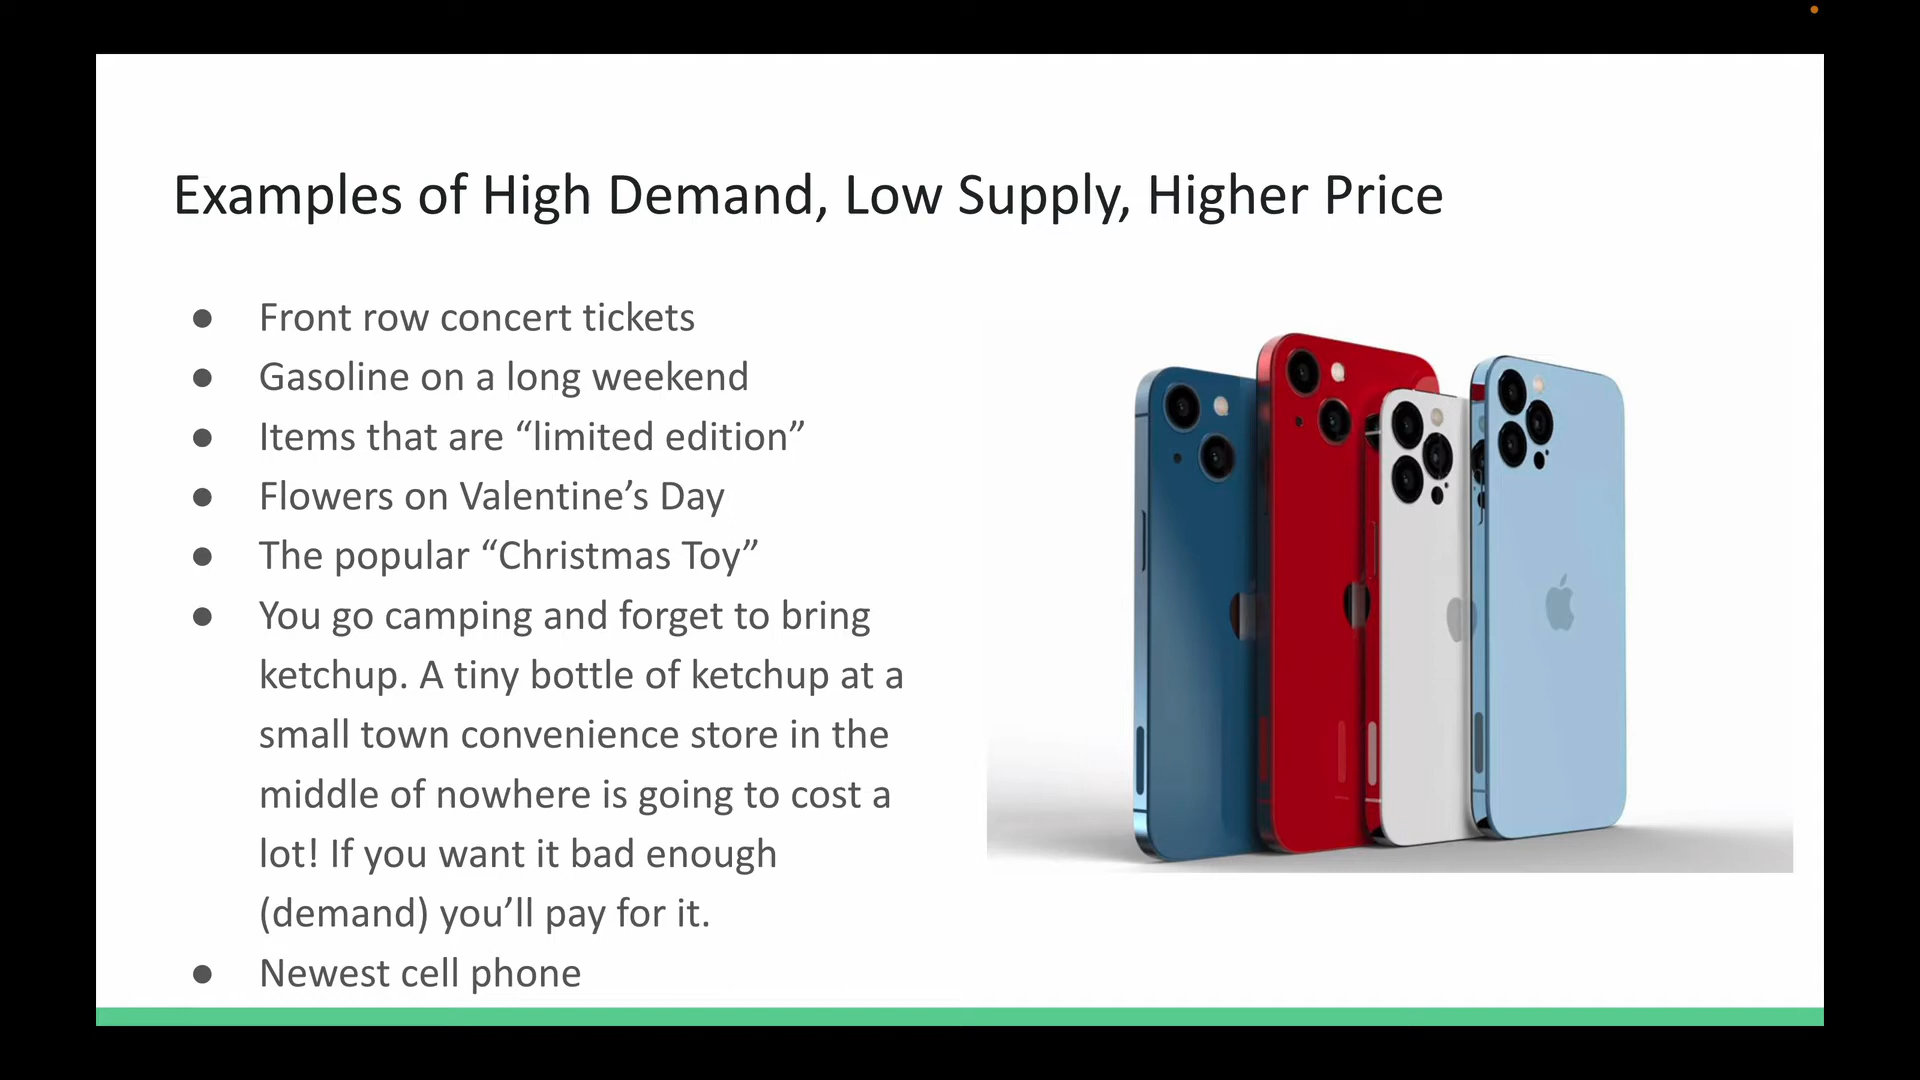 Examples of High Demand, Low Supply, Higher Price
● Front row concert tickets
● Gasoline on a long weekend
● Items that are “limited edition”
● Flowers on Valentine’s Day
● The popular “Christmas Toy”
● You go camping and forget to bring
ketchup. A tiny bottle of ketchup at a
small town convenience store in the
middle of nowhere is going to cost a
lot! If you want it bad enough
(demand) you’ll pay for it.
● Newest cell phone